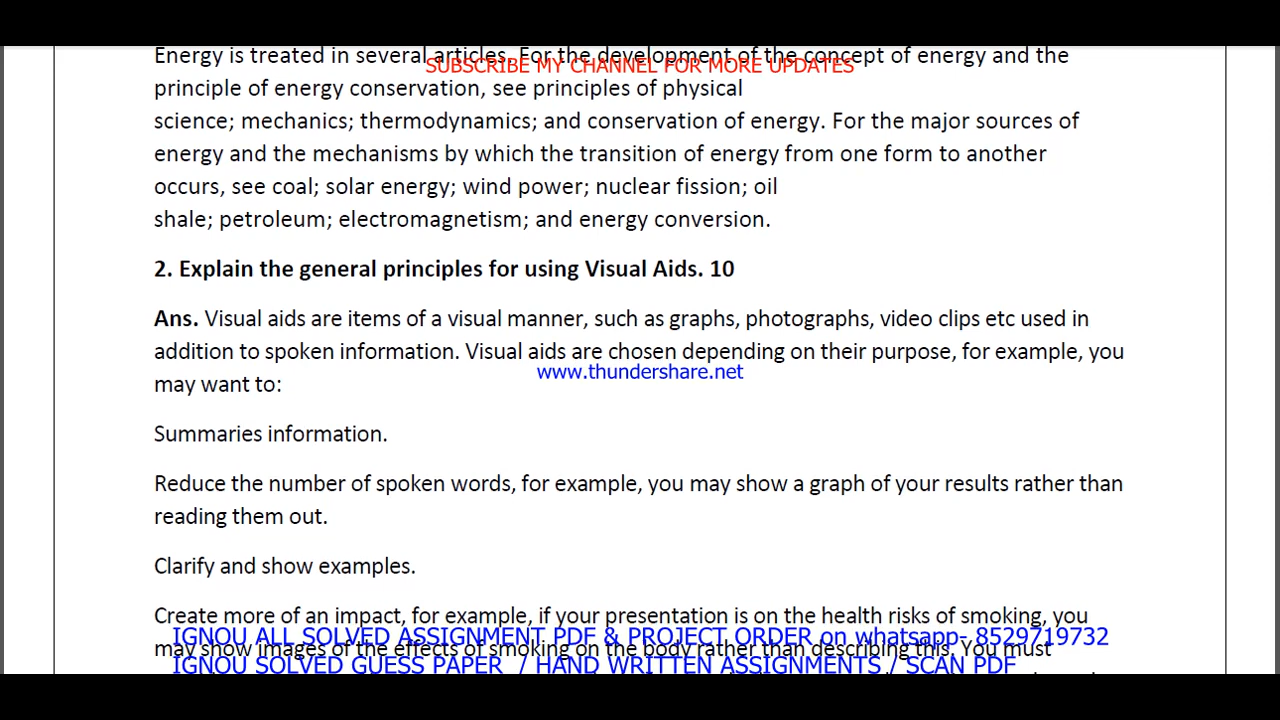 Energy is treated in several articles. For the development of the concept of energy and the
SUBSCRIBE MY CHANNEL FOR MORE UPDATES
principle of energy conservation, see principles of physical
science; mechanics; thermodynamics; and conservation of energy. For the major sources of
energy and the mechanisms by which the transition of energy from one form to another
occurs, see coal; solar energy; wind power; nuclear fission; oil
shale; petroleum; electromagnetism; and energy conversion.
2. Explain the general principles for using Visual Aids. 10
Ans. Visual aids are items of a visual manner, such as graphs, photographs, video clips etc used in
addition to spoken information. Visual aids are chosen depending on their purpose, for example, you
www.thundershare.net
may want to:
Summaries information.
Reduce the number of spoken words, for example, you may show a graph of your results rather than
reading them out.
Clarify and show examples.
Create more of an impact, for example, if your presentation is on the health risks of smoking, you
IGNOU ALL SOLVED ASSIGNMENT PDF & PROJECT ORDER on whatsapp- 8529719732
may show images of the effects of smoking on the body rather than describing this. You must
IGNOU SOLVED GUESS PAPER / HAND WRITTEN ASSIGNMENTS / SCAN PDF